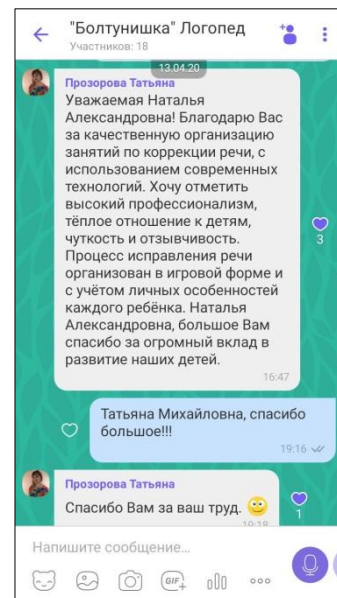 "Болтунишка" Логопед
Участников: 18
13.04.20
Прозорова Татьяна
Уважаемая Наталья
Александровна! Благодарю Вас
за качественную организацию
занятий по коррекции речи, с
использованием современных
технологий. Хочу отметить
высокий профессионализм,
тёплое отношение к детям,
чуткость и отзывчивость.
Процесс исправления речи
организован в игровой форме и
с учётом личных особенностей
каждого ребёнка. Наталья
Александровна, большое Вам
спасибо за огромный вклад в
развитие наших детей.
3
16:47
Татьяна Михайловна, спасибо
большое!!!
19:16
Прозорова Татьяна
Спасибо Вам за ваш труд.
1
19:18
Напишите сообщение...
GIF